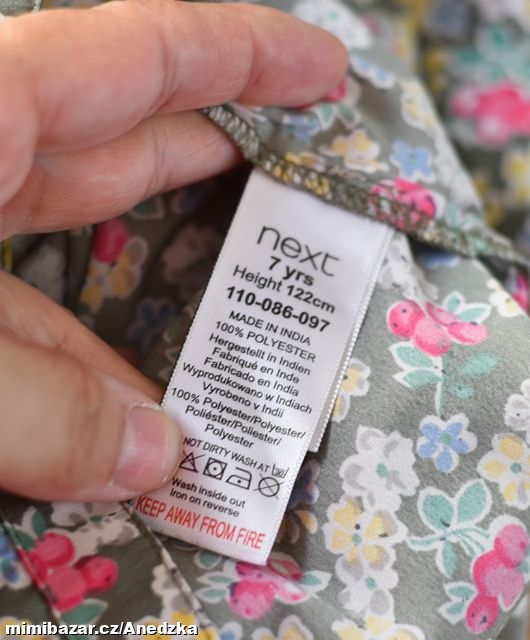 next
7 yrs
Height 122cm
110-086-097
MADE IN INDIA
100% POLYESTER
Hergestellt in Indien
Fabriqué en Inde
Fabricado en India
Wyprodukowano w Indiach
Vyrobeno v Indii
100% Polyester/Polyester/
Poliéster/Poliester/
Polyester
IF NOT DIRTY WASH AT
Wash inside out
Iron on reverse
KEEP AWAY FROM FIRE
mimibazar.cz/Anedzka